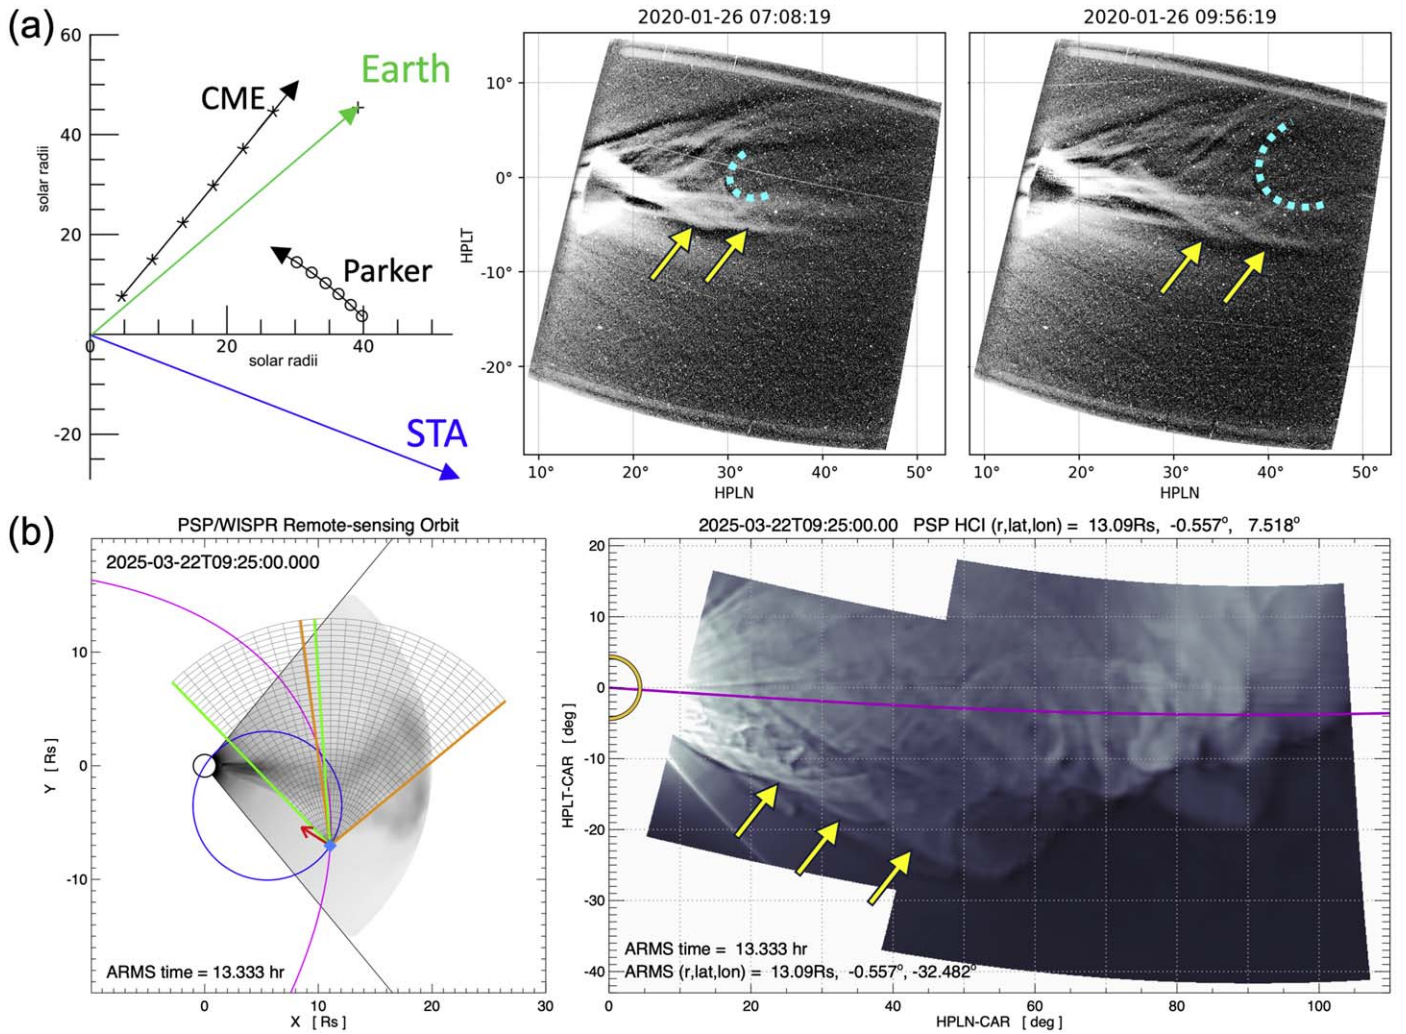 (a)
60
40
20
0
-20
solar radii
CME
Earth
Parker
20
40
solar radii
STA
2020-01-26 07:08:19
10°
0°
-10°
-20°
HPLT
10°
20°
30°
40°
50°
HPLN
2020-01-26 09:56:19
10°
20°
30°
40°
50°
HPLN
(b)
PSP/WISPR Remote-sensing Orbit
2025-03-22T09:25:00.000
10
0
-10
Y [ Rs ]
ARMS time = 13.333 hr
0
10
20
30
X [ Rs ]
2025-03-22T09:25:00.00 PSP HCI (r,lat,lon) = 13.09Rs, -0.557°, 7.518°
20
10
0
-10
-20
-30
-40
HPLT-CAR [ deg ]
ARMS time = 13.333 hr
ARMS (r,lat,lon) = 13.09Rs, -0.557°, -32.482°
0
20
40
60
80
100
HPLN-CAR [ deg ]